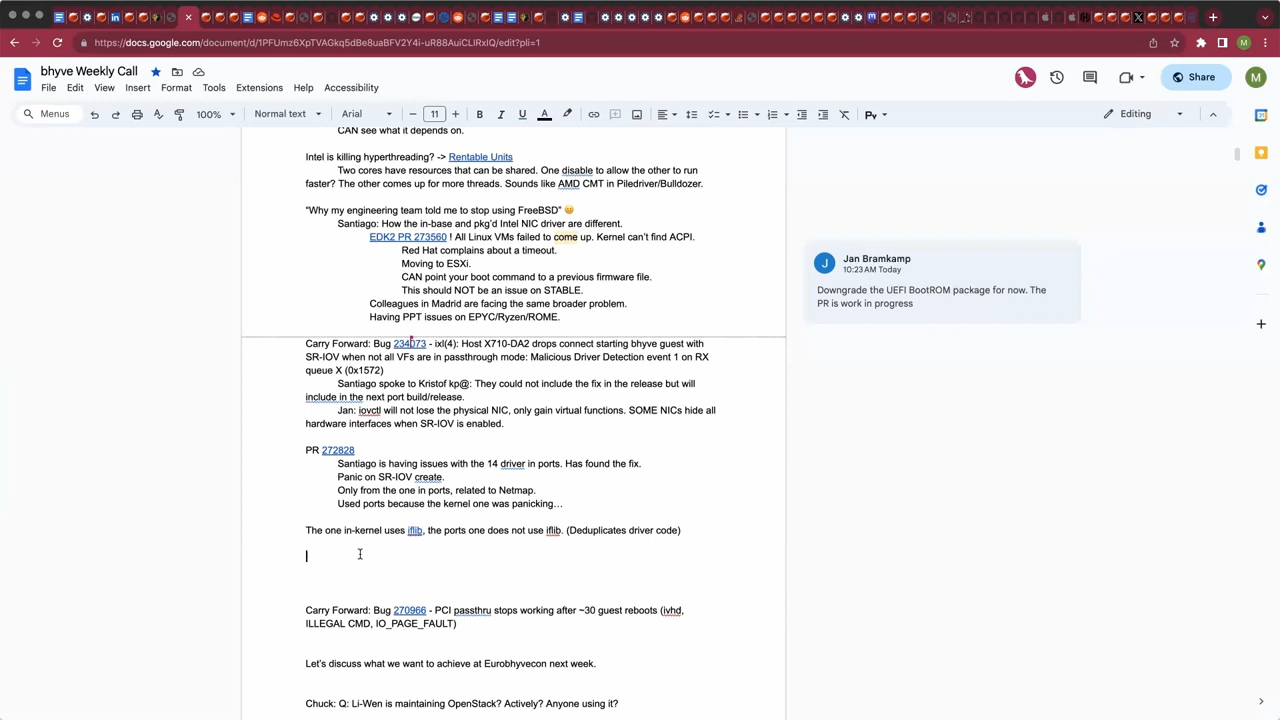 https://docs.google.com/document/d/1PFUmz6XpTVAGkq5dBe8uaBFV2Y4i-uR88AuiCLlRxIQ/edit?pli=1
M
bhyve Weekly Call
File Edit View Insert Format Tools Extensions Help Accessibility
Share
M
Menus
100%
Normal text
Arial
11
B I U A
Editing
CAN see what it depends on.
Intel is killing hyperthreading? -> Rentable Units
Two cores have resources that can be shared. One disable to allow the other to run
faster? The other comes up for more threads. Sounds like AMD CMT in Piledriver/Bulldozer.
“Why my engineering team told me to stop using FreeBSD”
Santiago: How the in-base and pkg’d Intel NIC driver are different.
EDK2 PR 273560 ! All Linux VMs failed to come up. Kernel can’t find ACPI.
Red Hat complains about a timeout.
Moving to ESXi.
CAN point your boot command to a previous firmware file.
This should NOT be an issue on STABLE.
Colleagues in Madrid are facing the same broader problem.
Having PPT issues on EPYC/Ryzen/ROME.
J
Jan Bramkamp
10:23 AM Today
Downgrade the UEFI BootROM package for now. The
PR is work in progress
Carry Forward: Bug 234073 - ixl(4): Host X710-DA2 drops connect starting bhyve guest with
SR-IOV when not all VFs are in passthrough mode: Malicious Driver Detection event 1 on RX
queue X (0x1572)
Santiago spoke to Kristof kp@: They could not include the fix in the release but will
include in the next port build/release.
Jan: iovctl will not lose the physical NIC, only gain virtual functions. SOME NICs hide all
hardware interfaces when SR-IOV is enabled.
PR 272828
Santiago is having issues with the 14 driver in ports. Has found the fix.
Panic on SR-IOV create.
Only from the one in ports, related to Netmap.
Used ports because the kernel one was panicking…
The one in-kernel uses iflib, the ports one does not use iflib. (Deduplicates driver code)
Carry Forward: Bug 270966 - PCI passthru stops working after ~30 guest reboots (ivhd,
ILLEGAL CMD, IO_PAGE_FAULT)
Let’s discuss what we want to achieve at Eurobhyvecon next week.
Chuck: Q: Li-Wen is maintaining OpenStack? Actively? Anyone using it?